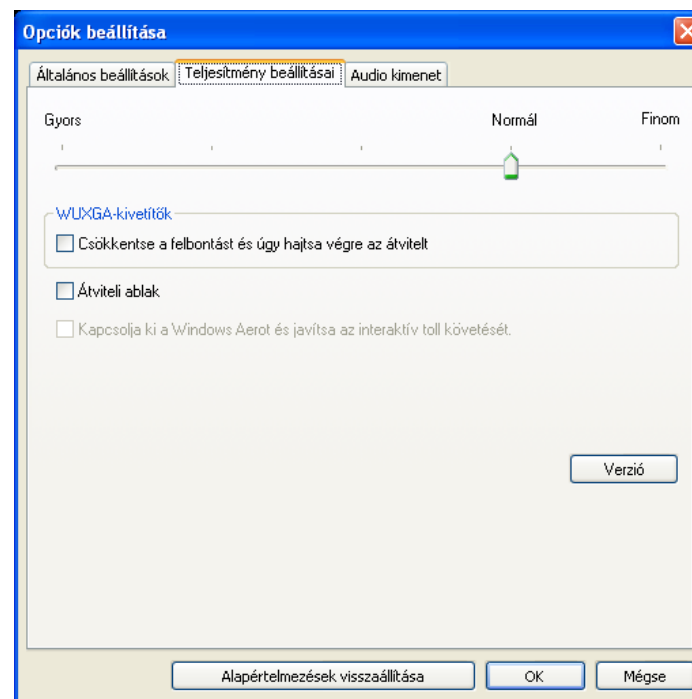 Opciók beállítása
Általános beállítások Teljesítmény beállításai Audio kimenet
Gyors Normál Finom
WUXGA-kivetítők
Csökkentse a felbontást és úgy hajtsa végre az átvitelt
Átviteli ablak
Kapcsolja ki a Windows Aerot és javítsa az interaktív toll követését.
Verzió
Alapértelmezések visszaállítása OK Mégse